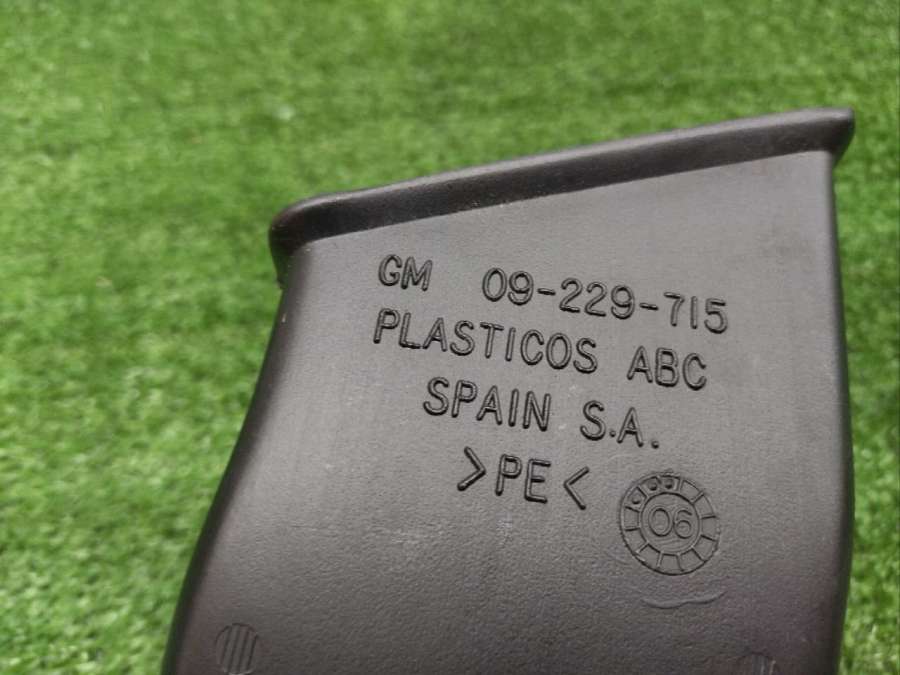 GM 09-229-715
PLASTICOS ABC
SPAIN S.A.
>PE<
06